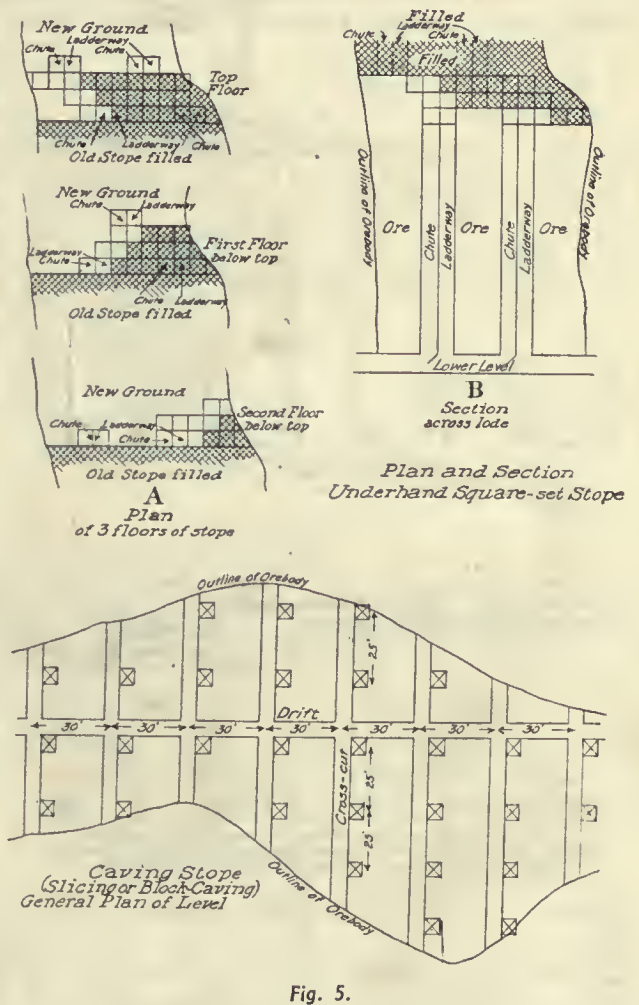 New Ground
Chute
Ladderway
Chute
Top
Floor
Chute
Ladderway
Chute
Old Stope filled
New Ground
Chute
Ladderway
Ladderway
Chute
First Floor
below top
Chute
Ladderway
Old Stope filled
New Ground
Chute
Ladderway
Chute
Second Floor
below top
Old Stope filled
A
Plan
of 3 floors of stope
Filled
Chute
Ladderway
Chute
Filled
Outline of Orebody
Ore
Chute
Ladderway
Ore
Chute
Ladderway
Ore
Outline of Orebody
Lower Level
B
Section
across lode
Plan and Section
Underhand Square-set Stope
Outline of Orebody
25'
Drift
30' 30' 30' 30' 30' 30' 30'
Cross-cut
25'
25'
Caving Stope
(Slicing or Block-Caving)
General Plan of Level
Outline of Orebody
Fig. 5.